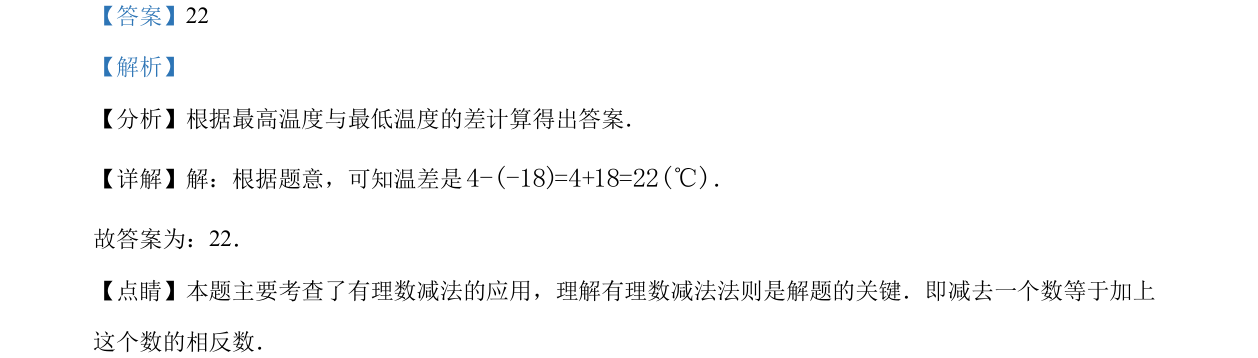 【答案】22
【解析】
【分析】根据最高温度与最低温度的差计算得出答案．
【详解】解：根据题意，可知温差是4-(-18)=4+18=22(℃)．
故答案为：22．
【点睛】本题主要考查了有理数减法的应用，理解有理数减法法则是解题的关键．即减去一个数等于加上
这个数的相反数．